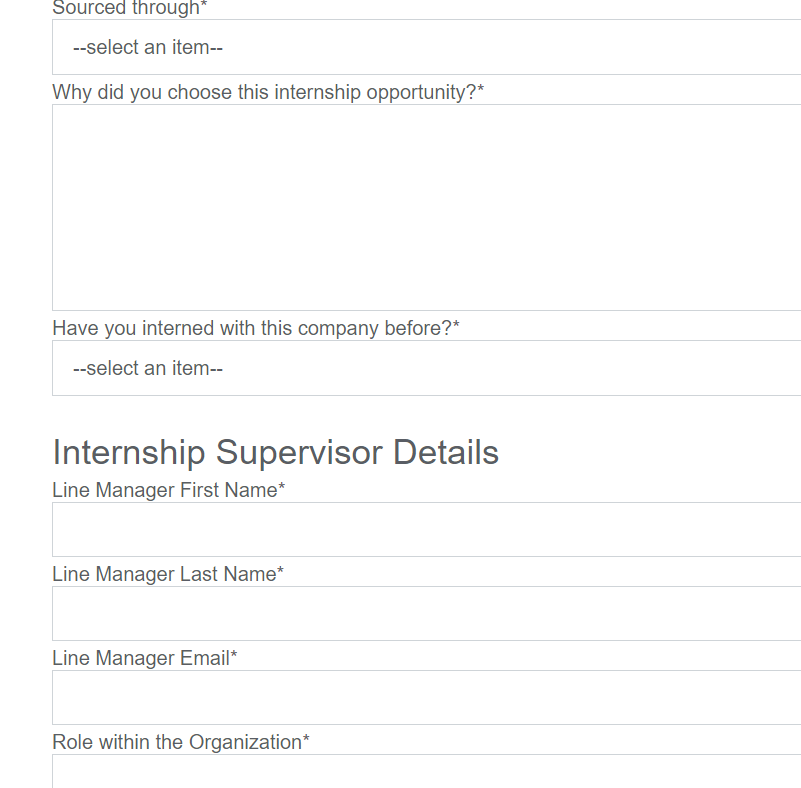 Sourced through*
--select an item--
Why did you choose this internship opportunity?*
Have you interned with this company before?*
--select an item--
Internship Supervisor Details
Line Manager First Name*
Line Manager Last Name*
Line Manager Email*
Role within the Organization*